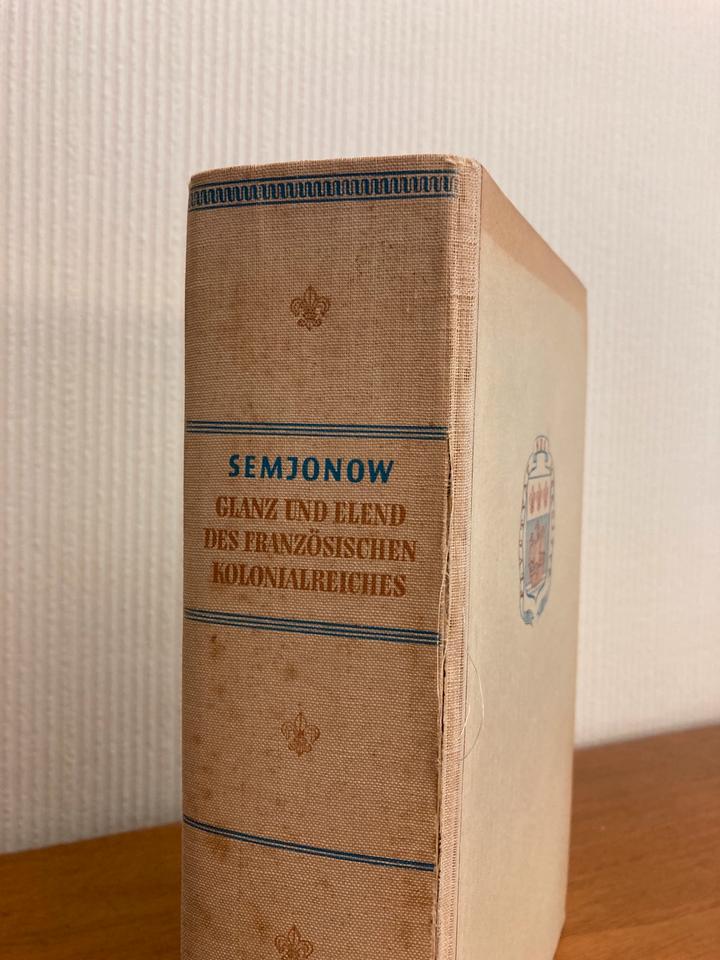 SEMJONOW
GLANZ UND ELEND
DES FRANZÖSISCHEN
KOLONIALREICHES